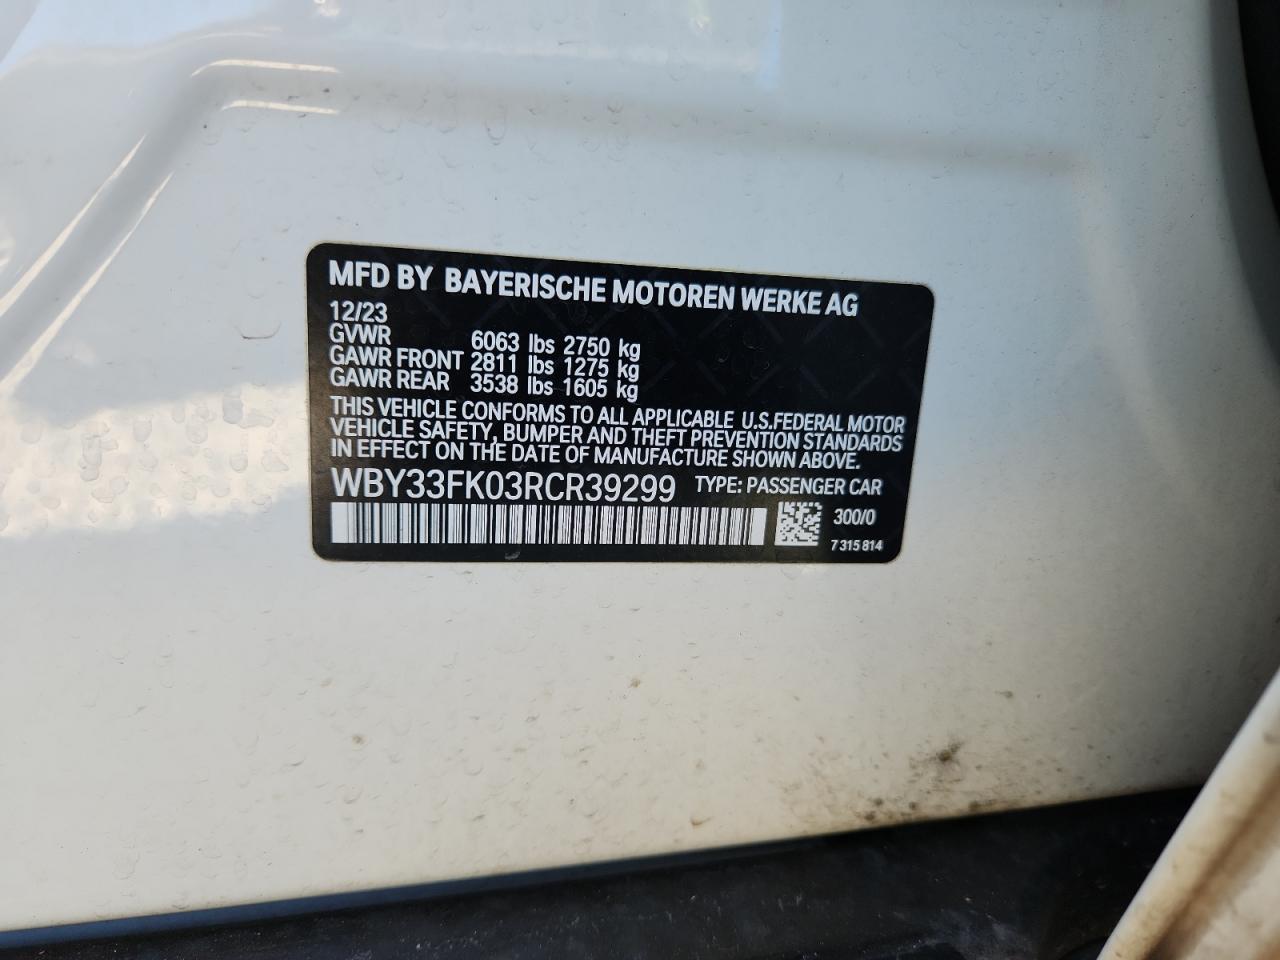 MFD BY BAYERISCHE MOTOREN WERKE AG
12/23
GVWR 6063 lbs 2750 kg
GAWR FRONT 2811 lbs 1275 kg
GAWR REAR 3538 lbs 1605 kg
THIS VEHICLE CONFORMS TO ALL APPLICABLE U.S.FEDERAL MOTOR
VEHICLE SAFETY, BUMPER AND THEFT PREVENTION STANDARDS
IN EFFECT ON THE DATE OF MANUFACTURE SHOWN ABOVE.
WBY33FK03RCR39299 TYPE: PASSENGER CAR
300/0
7 315 814